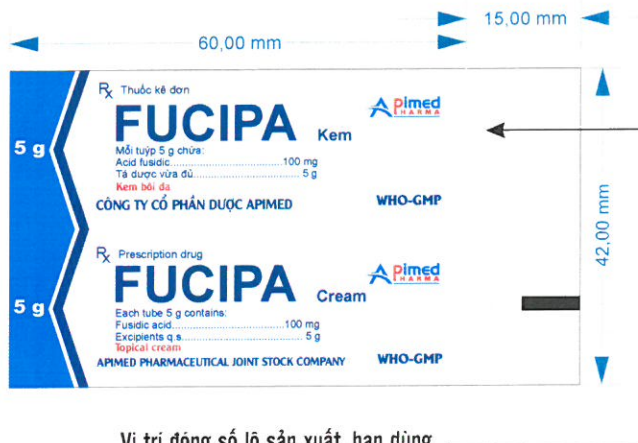 15,00 mm
60,00 mm
Rx Thuốc kê đơn
Apimed
PHARMA
FUCIPA Kem
5 g
Mỗi tuýp 5 g chứa:
Acid fusidic.......................................100 mg
Tá dược vừa đủ................................ 5 g
Kem bôi da
CÔNG TY CỔ PHẦN DƯỢC APIMED WHO-GMP
42,00 mm
Rx Prescription drug
Apimed
PHARMA
FUCIPA Cream
5 g
Each tube 5 g contains:
Fusidic acid......................................100 mg
Excipients q.s................................... 5 g
Topical cream
APIMED PHARMACEUTICAL JOINT STOCK COMPANY WHO-GMP
Vị trí đóng số lô sản xuất, hạn dùng